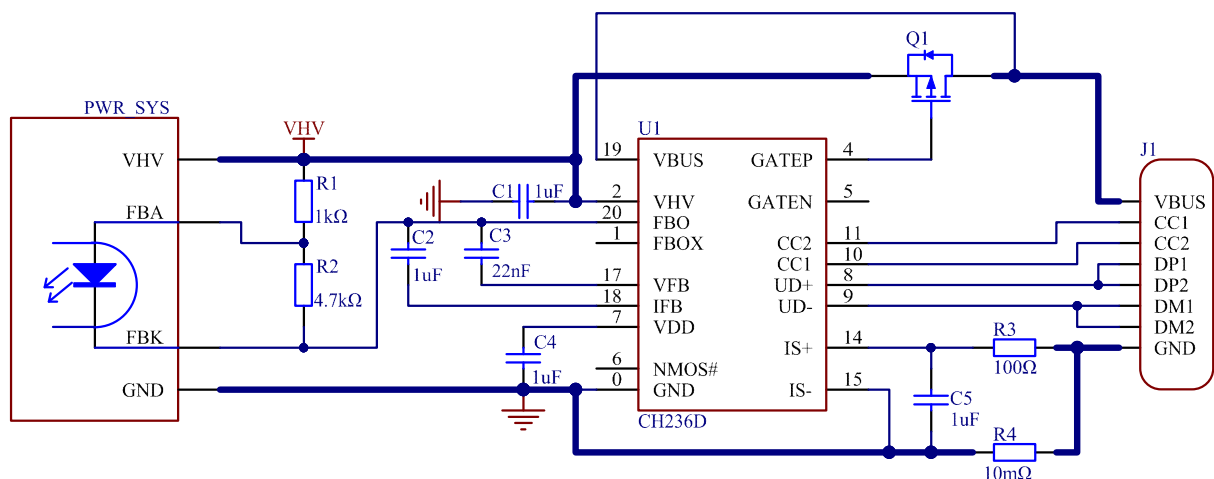 Q1
PWR SYS
VHV
U1
J1
VHV
19
VBUS
GATEP
4
R1
1kΩ
C1
1uF
2
VHV
GATEN
5
VBUS
FBA
20
FBO
CC1
C2
1uF
C3
22nF
1
FBOX
CC2
11
CC2
R2
4.7kΩ
CC1
10
DP1
17
VFB
UD+
8
DP2
18
IFB
UD-
9
DM1
7
VDD
DM2
FBK
C4
1uF
IS+
14
R3
100Ω
GND
6
NMOS#
GND
0
GND
IS-
15
C5
1uF
CH236D
R4
10mΩ